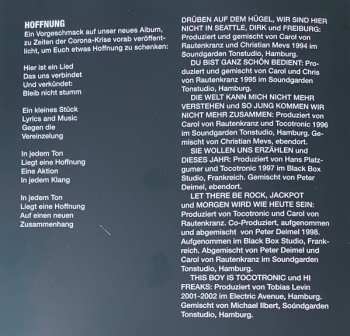 HOFFNUNG
Ein Vorgeschmack auf unser neues Album,
zu Zeiten der Corona-Krise vorab veröffent-
licht, um Euch etwas Hoffnung zu schenken:
Hier ist ein Lied
Das uns verbindet
Und verkündet:
Bleib nicht stumm
Ein kleines Stück
Lyrics and Music
Gegen die
Vereinzelung
In jedem Ton
Liegt eine Hoffnung
Eine Aktion
In jedem Klang
In jedem Ton
Liegt eine Hoffnung
Auf einen neuen
Zusammenhang
DRÜBEN AUF DEM HÜGEL, WIR SIND HIER
NICHT IN SEATTLE, DIRK und FREIBURG:
Produziert und gemischt von Carol von
Rautenkranz und Christian Mevs 1994 im
Soundgarden Tonstudio, Hamburg.
DU BIST GANZ SCHÖN BEDIENT: Pro-
duziert und gemischt von Carol und Chris
von Rautenkranz 1995 im Soundgarden
Tonstudio, Hamburg.
DIE WELT KANN MICH NICHT MEHR
VERSTEHEN und SO JUNG KOMMEN WIR
NICHT MEHR ZUSAMMEN: Produziert von
Carol von Rautenkranz und Tocotronic 1996
im Soundgarden Tonstudio, Hamburg. Ge-
mischt von Christian Mevs, ebendort.
SIE WOLLEN UNS ERZÄHLEN und
DIESES JAHR: Produziert von Hans Platz-
gumer und Tocotronic 1997 im Black Box
Studio, Frankreich. Gemischt von Peter
Deimel, ebendort.
LET THERE BE ROCK, JACKPOT
und MORGEN WIRD WIE HEUTE SEIN:
Produziert von Tocotronic und Carol von
Rautenkranz. Co-Produziert, aufgenommen
und abgemischt von Peter Deimel 1998.
Aufgenommen im Black Box Studio, Frank-
reich. Abgemischt von Peter Deimel und
Carol von Rautenkranz im Soundgarden
Tonstudio, Hamburg.
THIS BOY IS TOCOTRONIC und HI
FREAKS: Produziert von Tobias Levin
2001-2002 im Electric Avenue, Hamburg.
Gemischt von Michael Ilbert, Soundgarden
Tonstudio, Hamburg.